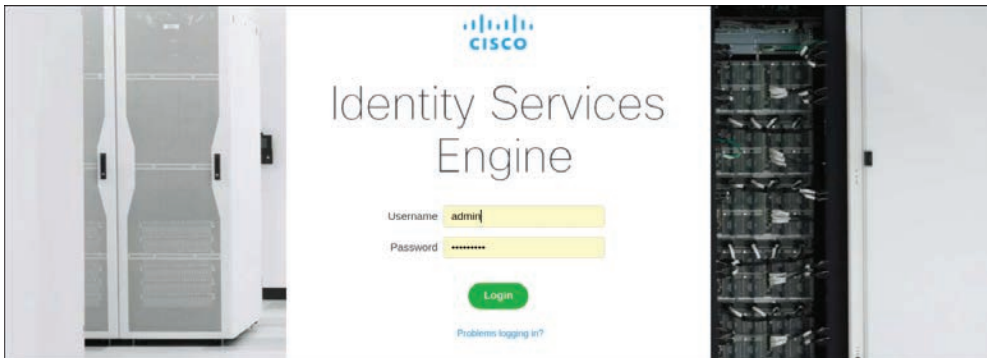 CISCO
Identity Services
Engine
Username admin
Password •••••••••
Login
Problems logging in?